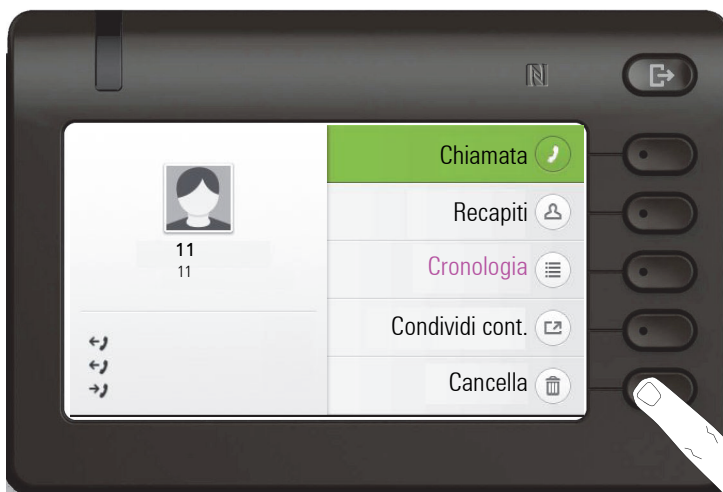 Chiamata
Recapiti
11
11
Cronologia
Condividi cont.
Cancella